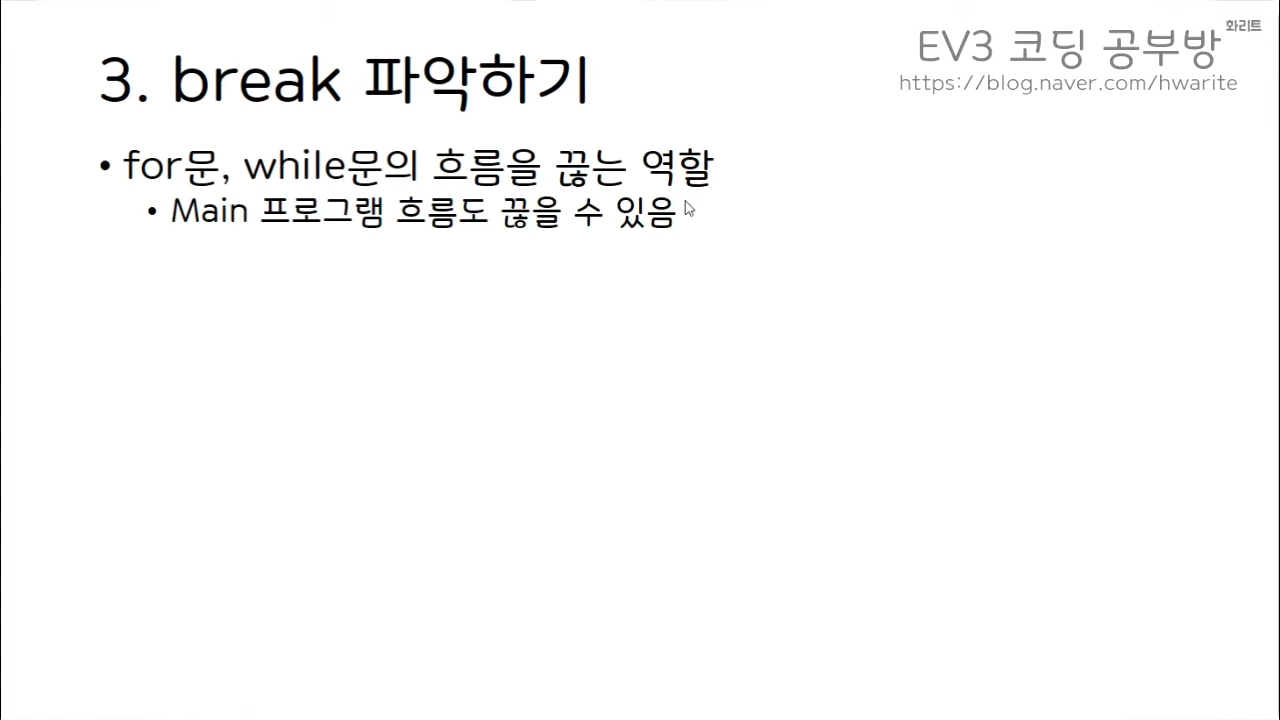 화리트
EV3 코딩 공부방
https://blog.naver.com/hwarite
3. break 파악하기
• for문, while문의 흐름을 끊는 역할
• Main 프로그램 흐름도 끊을 수 있음